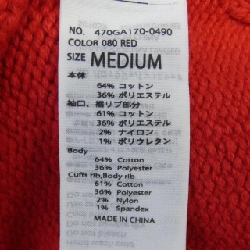 NO. 470GA170-0490
COLOR 080 RED
SIZE MEDIUM
本体
64% コットン
36% ポリエステル
袖口、裾リブ部分
61% コットン
36% ポリエステル
2% ナイロン
1% ポリウレタン
Body
64% Cotton
36% Polyester
Cuffs rib,Body rib
61% Cotton
36% Polyester
2% Nylon
1% Spandex
MADE IN CHINA